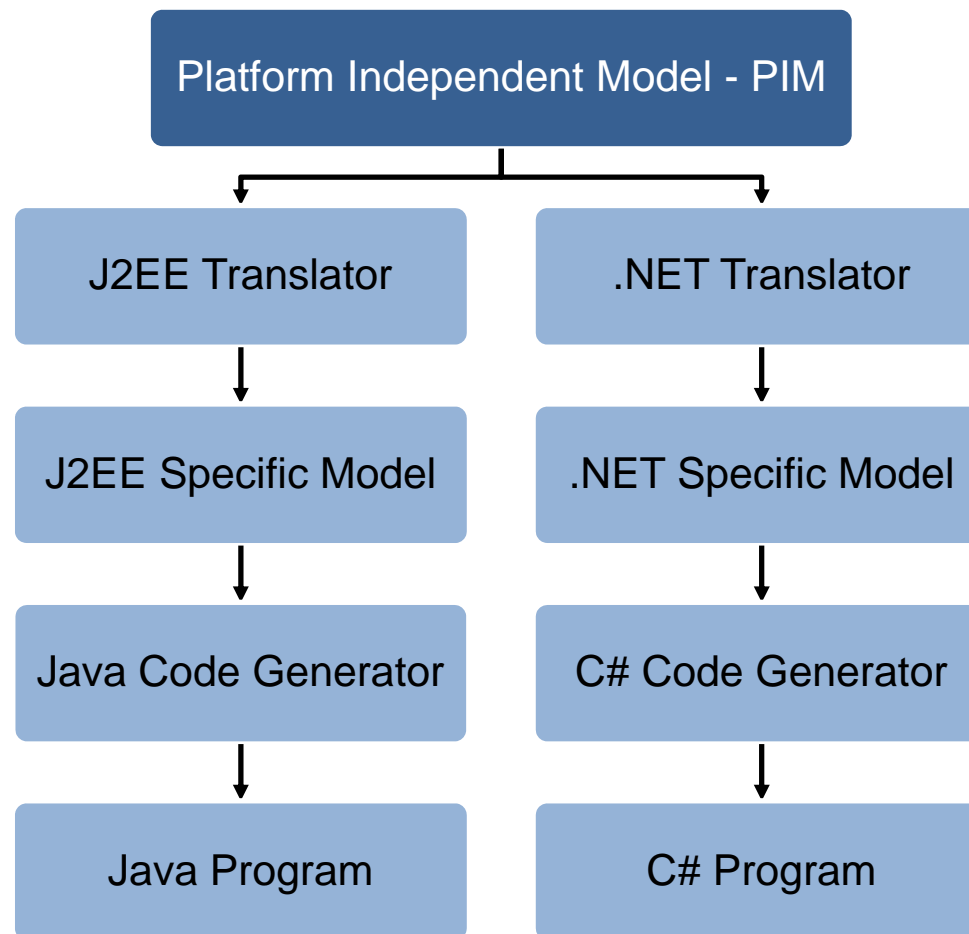 Platform Independent Model - PIM
J2EE Translator
.NET Translator
J2EE Specific Model
.NET Specific Model
Java Code Generator
C# Code Generator
Java Program
C# Program